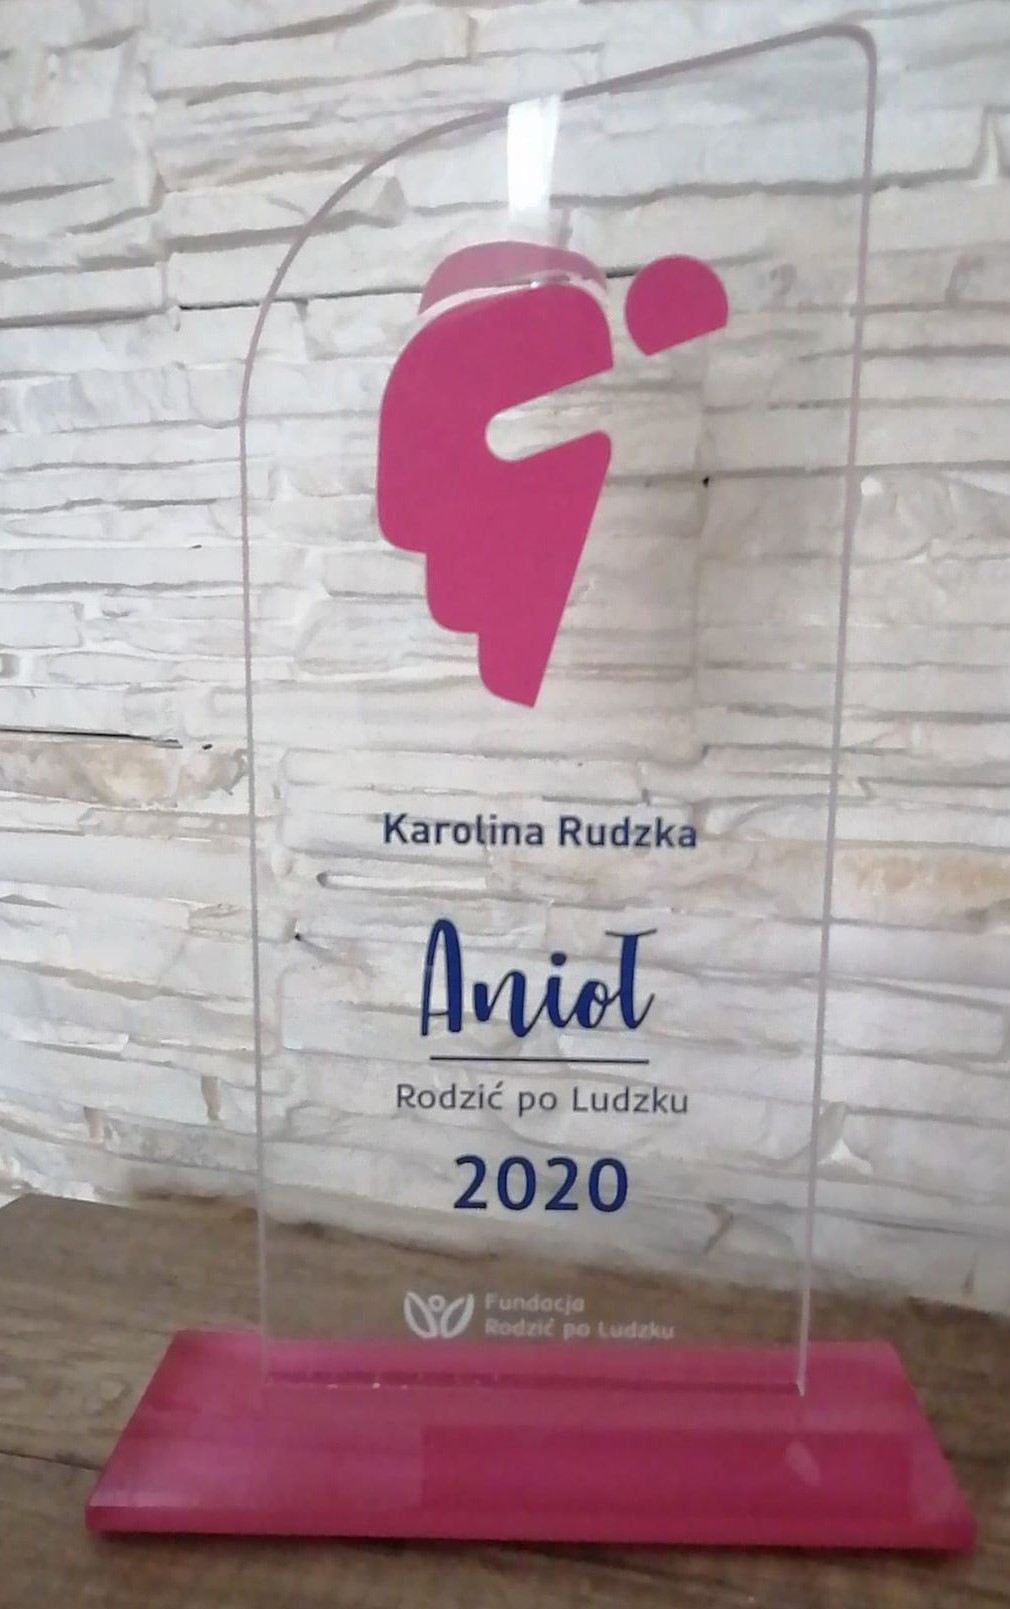 Karolina Rudzka
Anioł
Rodzić po Ludzku
2020
Fundacja
Rodzić po Ludzku